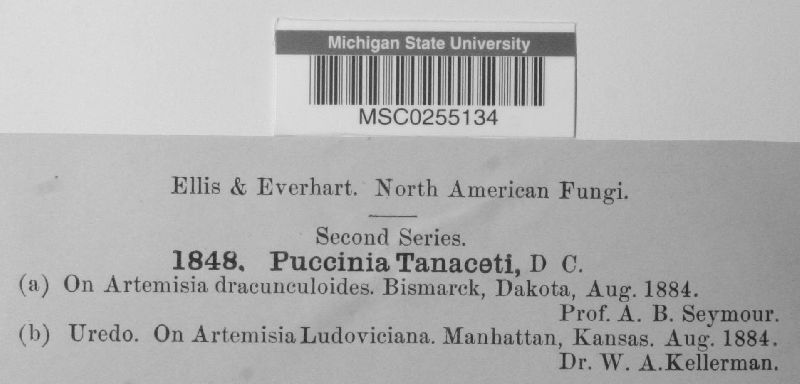 Michigan State University
MSC0255134
Ellis & Everhart. North American Fungi.
Second Series.
1848. Puccinia Tanaceti, D C.
(a) On Artemisia dracunculoides. Bismarck, Dakota, Aug. 1884.
Prof. A. B. Seymour.
(b) Uredo. On Artemisia Ludoviciana. Manhattan, Kansas. Aug. 1884.
Dr. W. A. Kellerman.